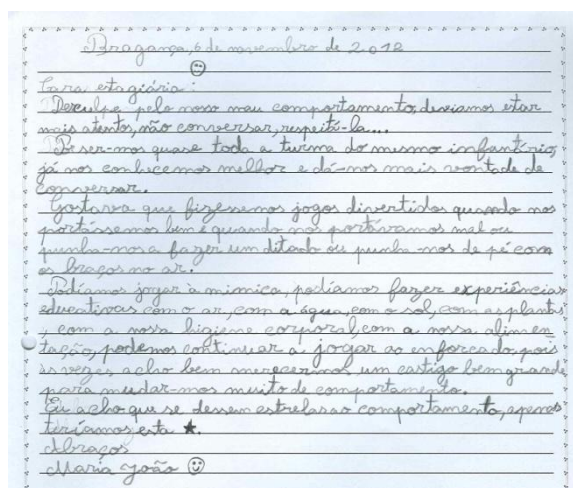 Bragança, 6 de novembro de 2012
Cara estagiária:
Desculpe pelo nosso mau comportamento, devíamos estar
mais atentos, não conversar, respeitá-la...
Por ser-mos quase toda a turma do mesmo infantário,
já nos conhecemos melhor e dá-nos mais vontade de
conversar.
Gostava que fizéssemos jogos divertidos quando nos
portássemos bem e quando nos portávamos mal ou
punha-nos a fazer um ditado ou punha-nos de pé com
os braços no ar.
Podíamos jogar à mimica, podíamos fazer experiências
educativas com o ar, com a água, com o sol, com as plantas
, com a nossa higiene corporal, com a nossa alimen
tação, podemos continuar a jogar ao enforcado, pois
às vezes acho bem merecermos um castigo bem grande
para mudar-mos muito de comportamento.
Eu acho que se dessem estrelas ao comportamento, apenas
teríamos esta ★.
Abraços
Maria João ☺